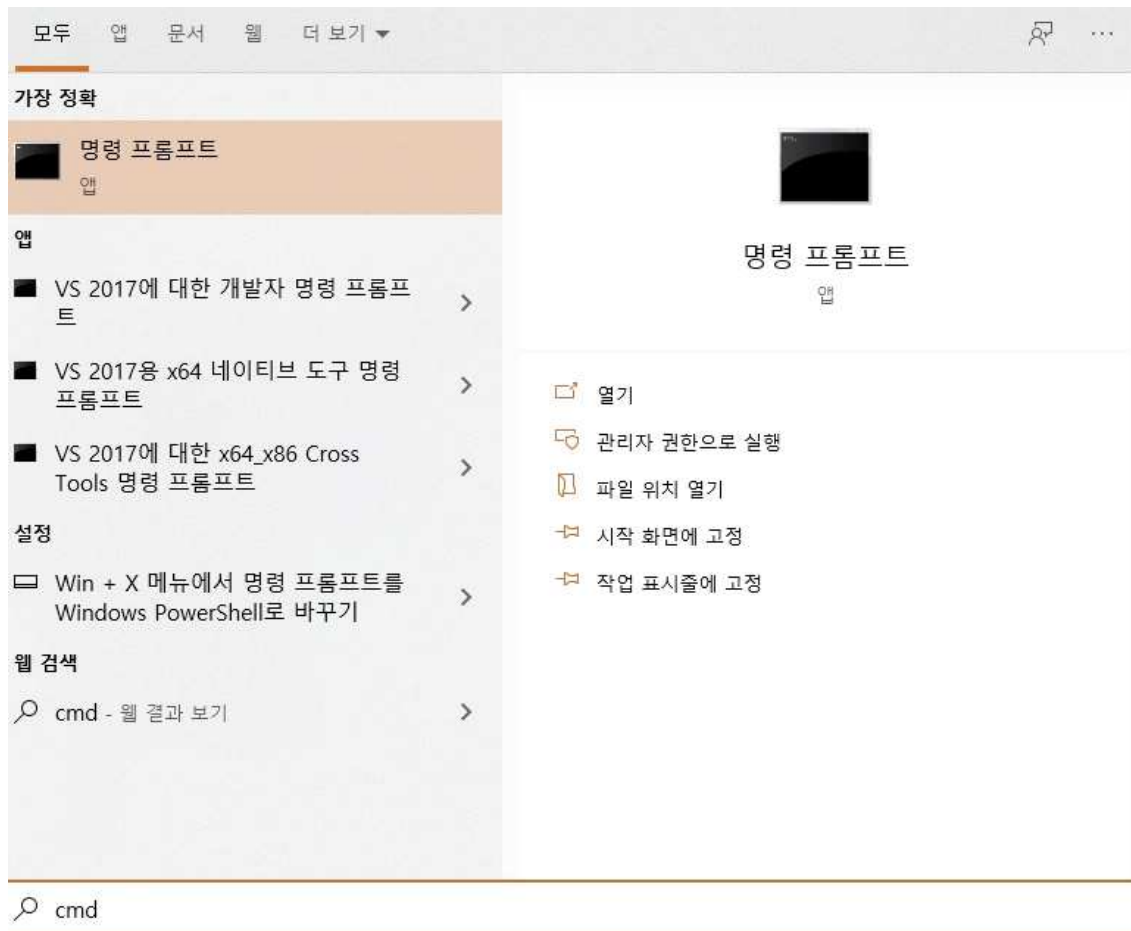 모두 앱 문서 웹 더 보기
가장 정확
명령 프롬프트
앱
앱
VS 2017에 대한 개발자 명령 프롬프
트
VS 2017용 x64 네이티브 도구 명령
프롬프트
VS 2017에 대한 x64_x86 Cross
Tools 명령 프롬프트
설정
Win + X 메뉴에서 명령 프롬프트를
Windows PowerShell로 바꾸기
웹 검색
cmd - 웹 결과 보기
명령 프롬프트
앱
열기
관리자 권한으로 실행
파일 위치 열기
시작 화면에 고정
작업 표시줄에 고정
cmd